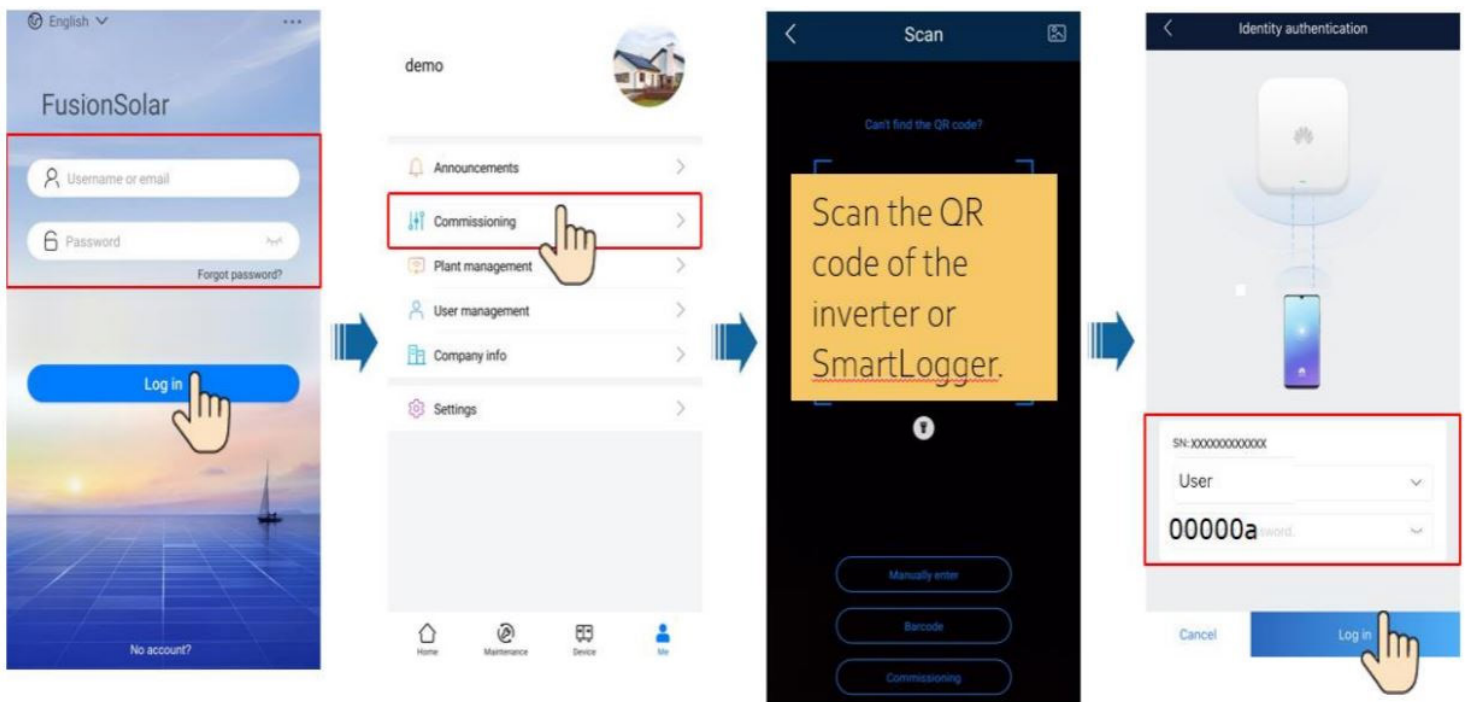 English
...
FusionSolar
Username or email
Password
Forgot password?
Log in
No account?
demo
Announcements
Commissioning
Plant management
User management
Company info
Settings
Home
Maintenance
Device
Me
Scan
Can't find the QR code?
Scan the QR
code of the
inverter or
SmartLogger.
Manually enter
Barcode
Commissioning
Identity authentication
SN: XXXXXXXXXXXX
User
00000a sword.
Cancel
Log in